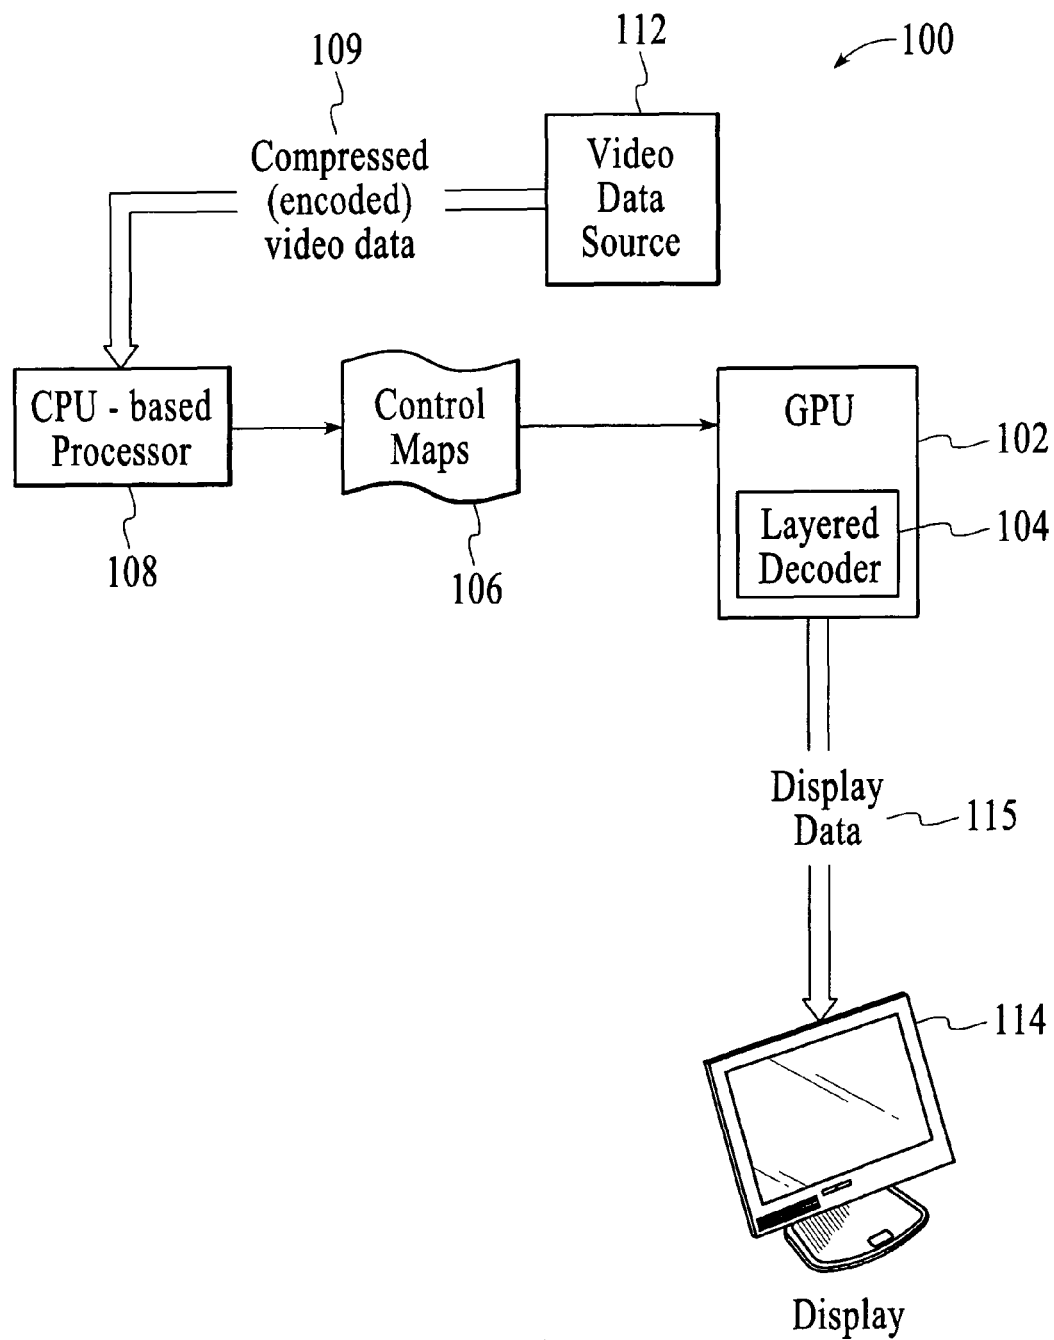 100
112
109
Video
Data
Source
Compressed
(encoded)
video data
CPU - based
Processor
108
Control
Maps
106
GPU
102
Layered
Decoder
104
Display
Data
115
114
Display